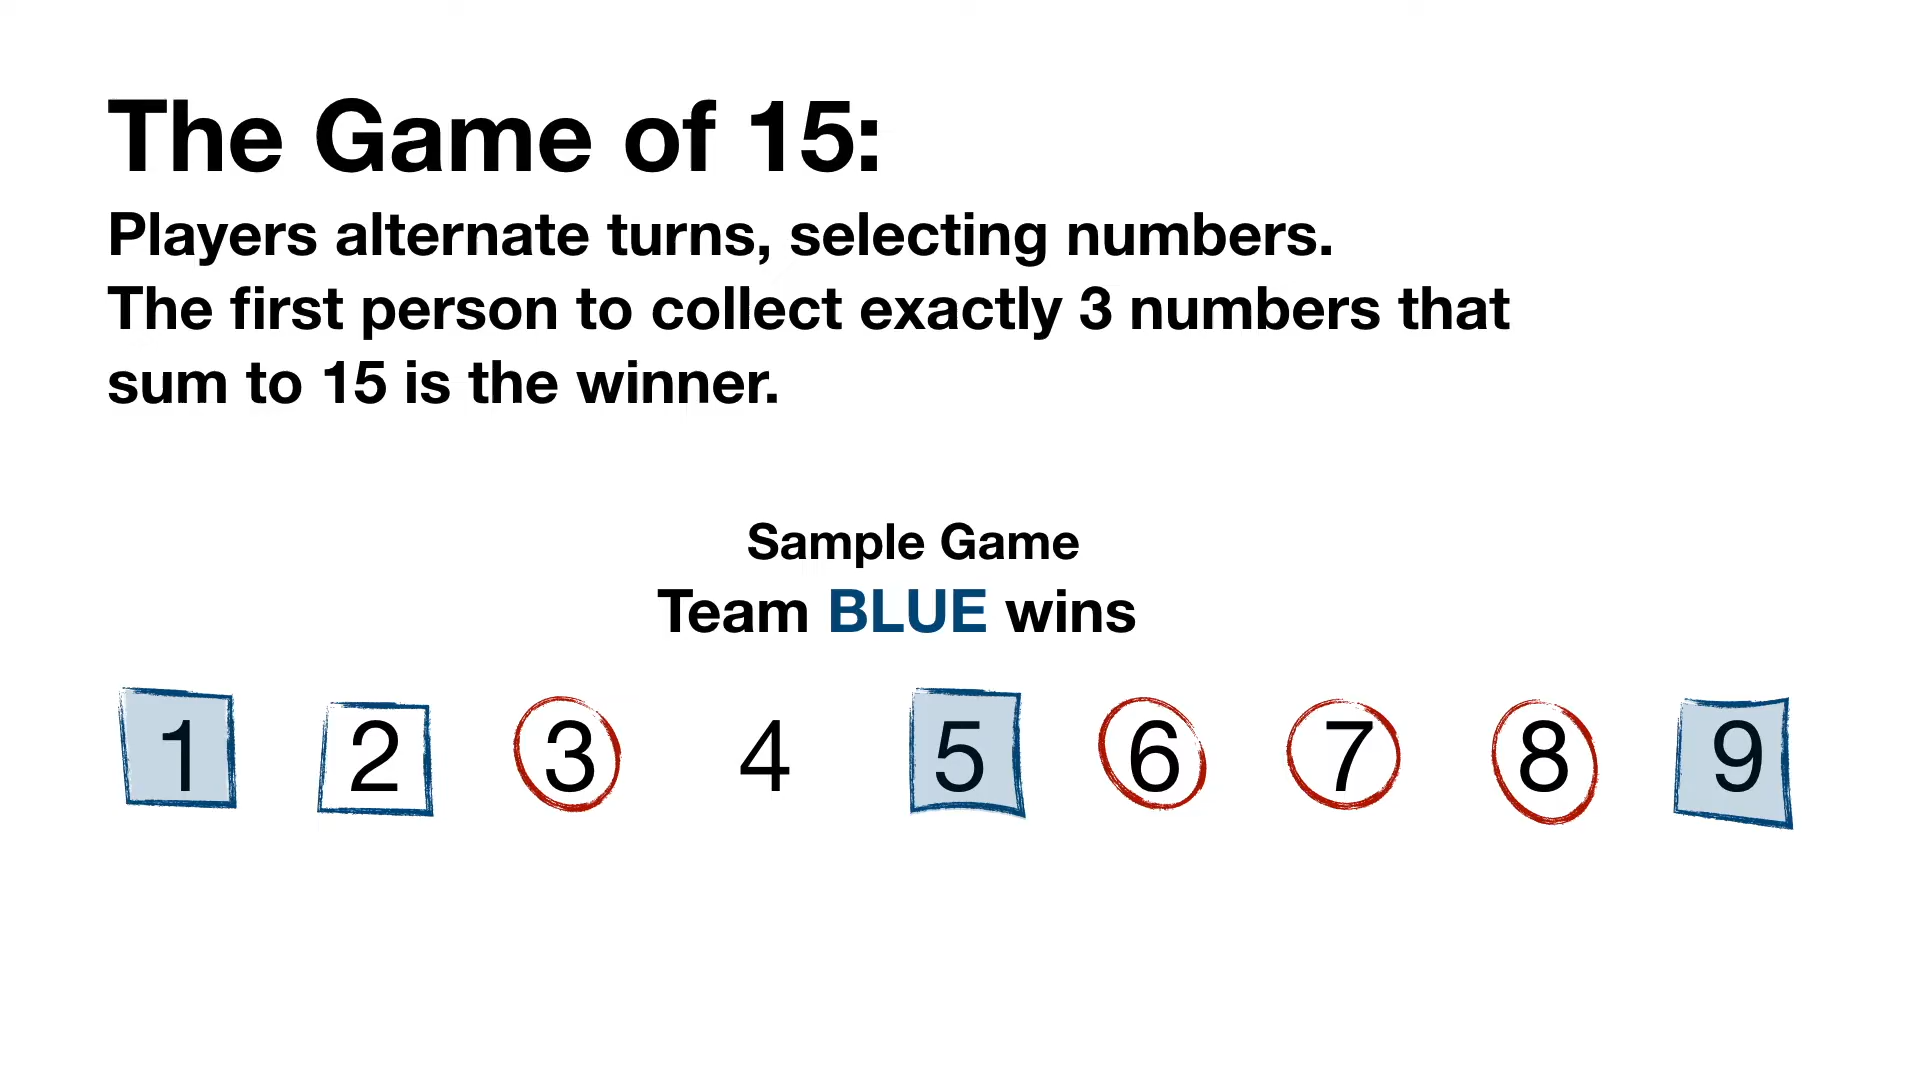 The Game of 15:
Players alternate turns, selecting numbers.
The first person to collect exactly 3 numbers that
sum to 15 is the winner.
Sample Game
Team BLUE wins
1 2 3 4 5 6 7 8 9